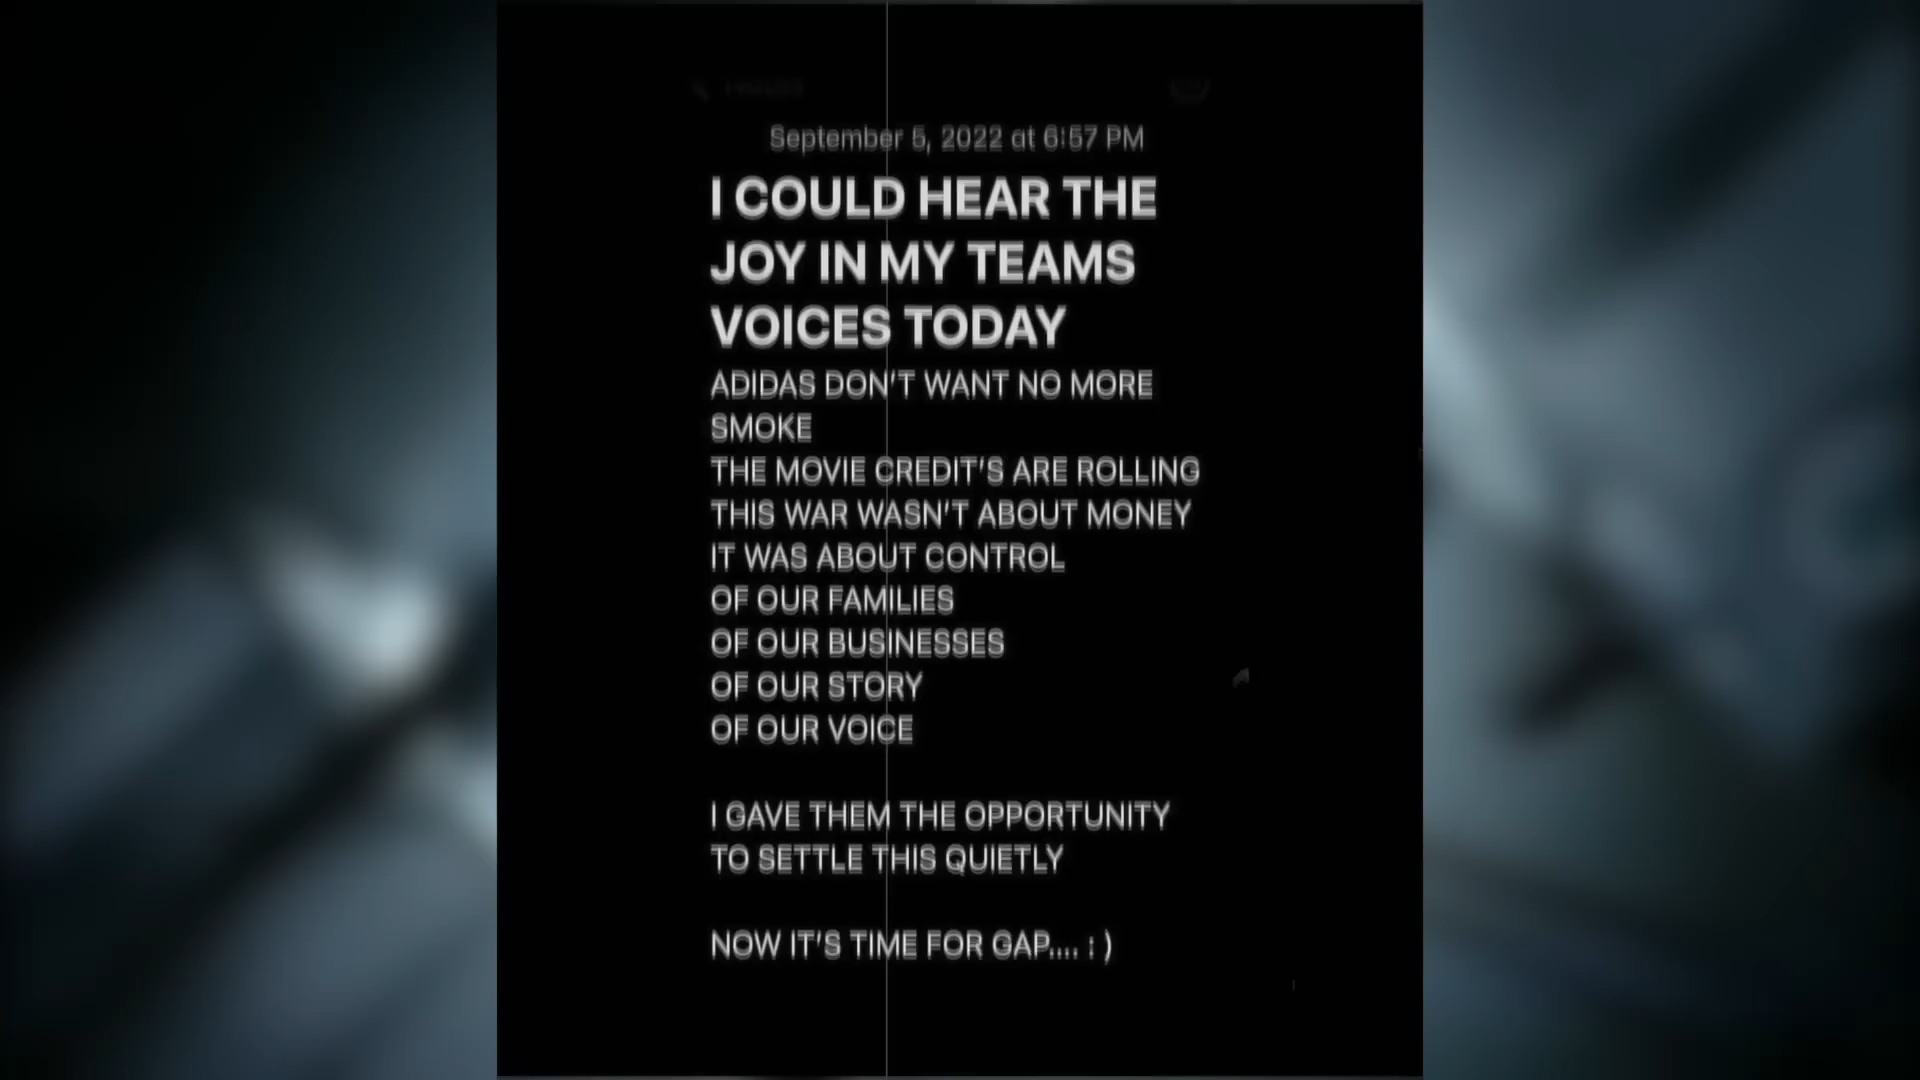 September 5, 2022 at 6:57 PM
I COULD HEAR THE
JOY IN MY TEAMS
VOICES TODAY
ADIDAS DON'T WANT NO MORE
SMOKE
THE MOVIE CREDIT'S ARE ROLLING
THIS WAR WASN'T ABOUT MONEY
IT WAS ABOUT CONTROL
OF OUR FAMILIES
OF OUR BUSINESSES
OF OUR STORY
OF OUR VOICE
I GAVE THEM THE OPPORTUNITY
TO SETTLE THIS QUIETLY
NOW IT'S TIME FOR GAP.... : )